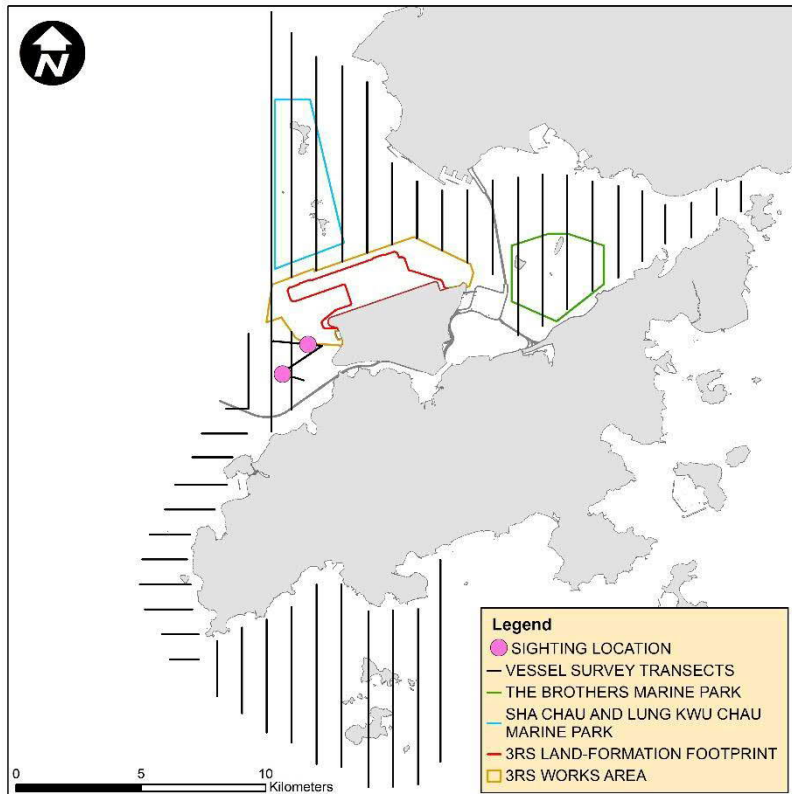 N
Legend
SIGHTING LOCATION
VESSEL SURVEY TRANSECTS
THE BROTHERS MARINE PARK
SHA CHAU AND LUNG KWU CHAU
MARINE PARK
3RS LAND-FORMATION FOOTPRINT
3RS WORKS AREA
0 5 10
Kilometers